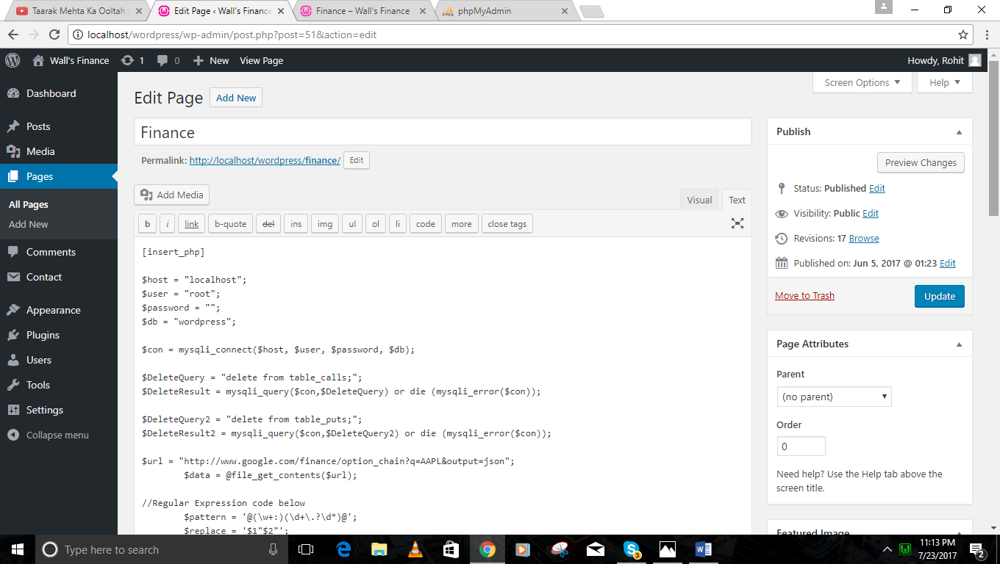 Taarak Mehta Ka Ooltah
Edit Page ‹ Wall's Finance
Finance – Wall's Finance
phpMyAdmin
localhost/wordpress/wp-admin/post.php?post=51&action=edit
Wall's Finance 1 0 New View Page
Howdy, Rohit
Screen Options Help
Dashboard
Posts
Media
Pages
All Pages
Add New
Comments
Contact
Appearance
Plugins
Users
Tools
Settings
Collapse menu
Edit Page Add New
Finance
Permalink: http://localhost/wordpress/finance/ Edit
Add Media
Visual Text
b i link b-quote del ins img ul ol li code more close tags
[insert_php]
$host = "localhost";
$user = "root";
$password = "";
$db = "wordpress";
$con = mysqli_connect($host, $user, $password, $db);
$DeleteQuery = "delete from table_calls;";
$DeleteResult = mysqli_query($con,$DeleteQuery) or die (mysqli_error($con));
$DeleteQuery2 = "delete from table_puts;";
$DeleteResult2 = mysqli_query($con,$DeleteQuery2) or die (mysqli_error($con));
$url = "http://www.google.com/finance/option_chain?q=AAPL&output=json";
$data = @file_get_contents($url);
//Regular Expression code below
$pattern = '@(\w+:)(\d+\.?\d*)@';
$replace = '$1"$2"';
Publish
Preview Changes
Status: Published Edit
Visibility: Public Edit
Revisions: 17 Browse
Published on: Jun 5, 2017 @ 01:23 Edit
Move to Trash Update
Page Attributes
Parent
(no parent)
Order
0
Need help? Use the Help tab above the
screen title.
Featured Image
Type here to search
3
11:13 PM
7/23/2017
2